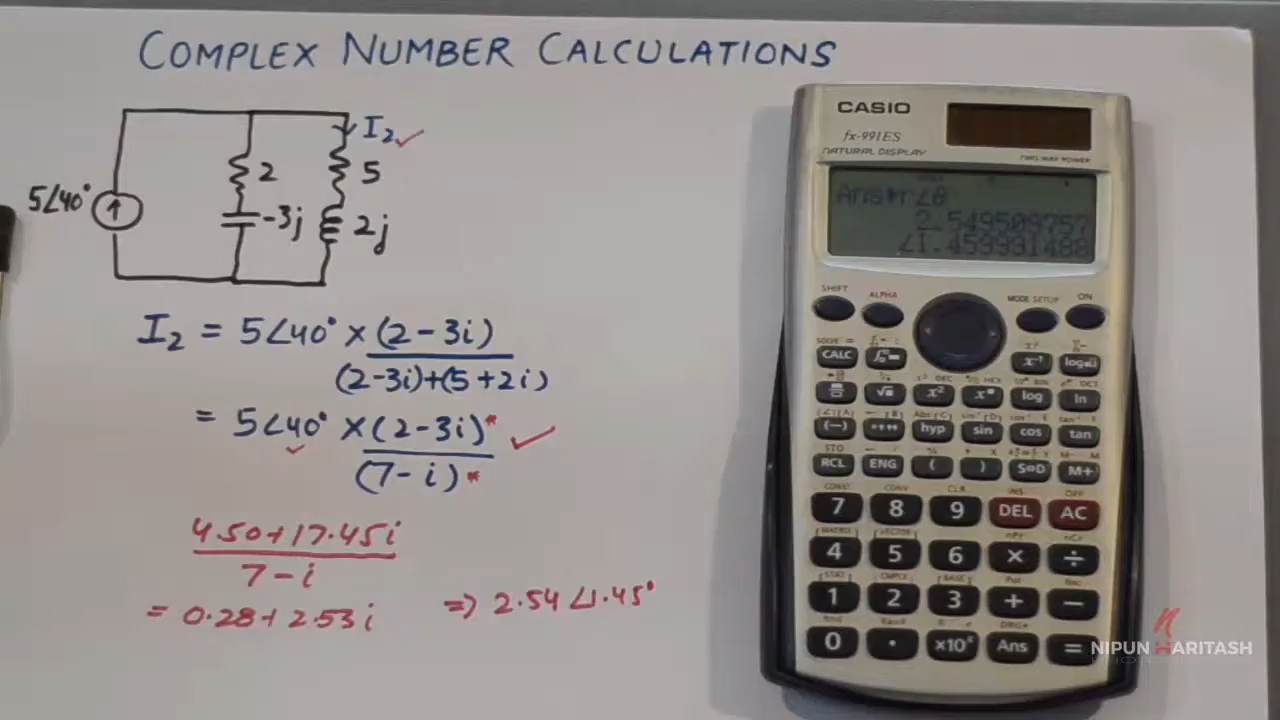 COMPLEX NUMBER CALCULATIONS
I2
2
5
5∠40°
-3j
2j
I2 = 5∠40° × (2-3i)
(2-3i)+(5+2i)
= 5∠40° × (2-3i)*
(7-i)*
4.50+17.45i
7-i
= 0.28+2.53i ⇒ 2.54∠1.45°
CASIO
fx-991ES
NATURAL DISPLAY
TWO WAY POWER
Ans▸r∠θ
2.549509757
∠1.459931488
SHIFT
ALPHA
MODE SETUP
ON
CALC
x⁻¹
log
x²
log
ln
(-)
hyp
sin
cos
tan
RCL
ENG
(
)
S⇔D
M+
7
8
9
DEL
AC
4
5
6
×
÷
1
2
3
+
−
0
.
×10ˣ
Ans
=
NIPUN HARITASH